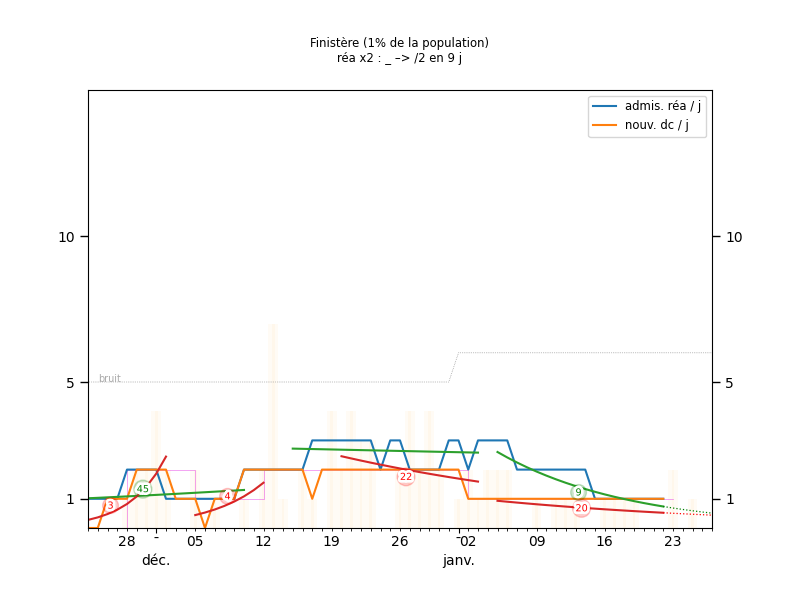 Finistère (1% de la population)
réa x2 : _ –> /2 en 9 j
admis. réa / j
nouv. dc / j
10 10
bruit
5 5
45
3
4
22
9
20
1 1
28 - 05 12 19 26 -02 09 16 23
déc. janv.